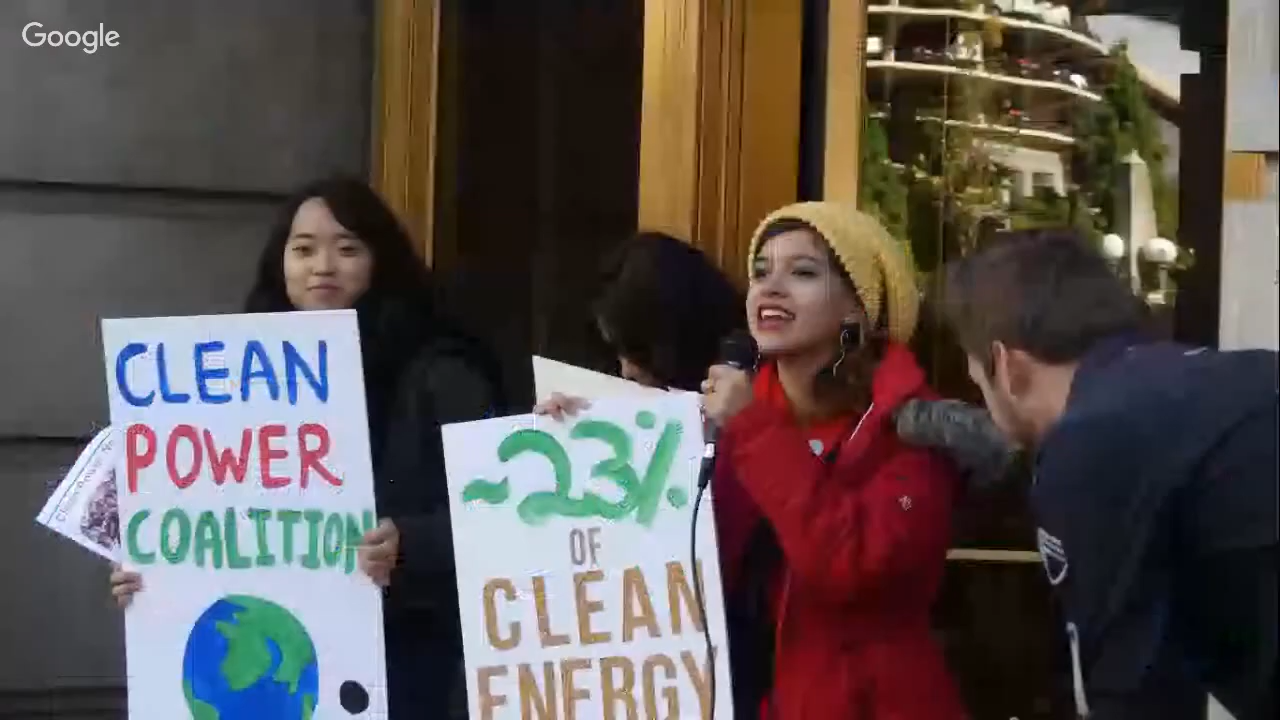 Google
CLEAN
POWER
COALITION
~23%
OF
CLEAN
ENERGY